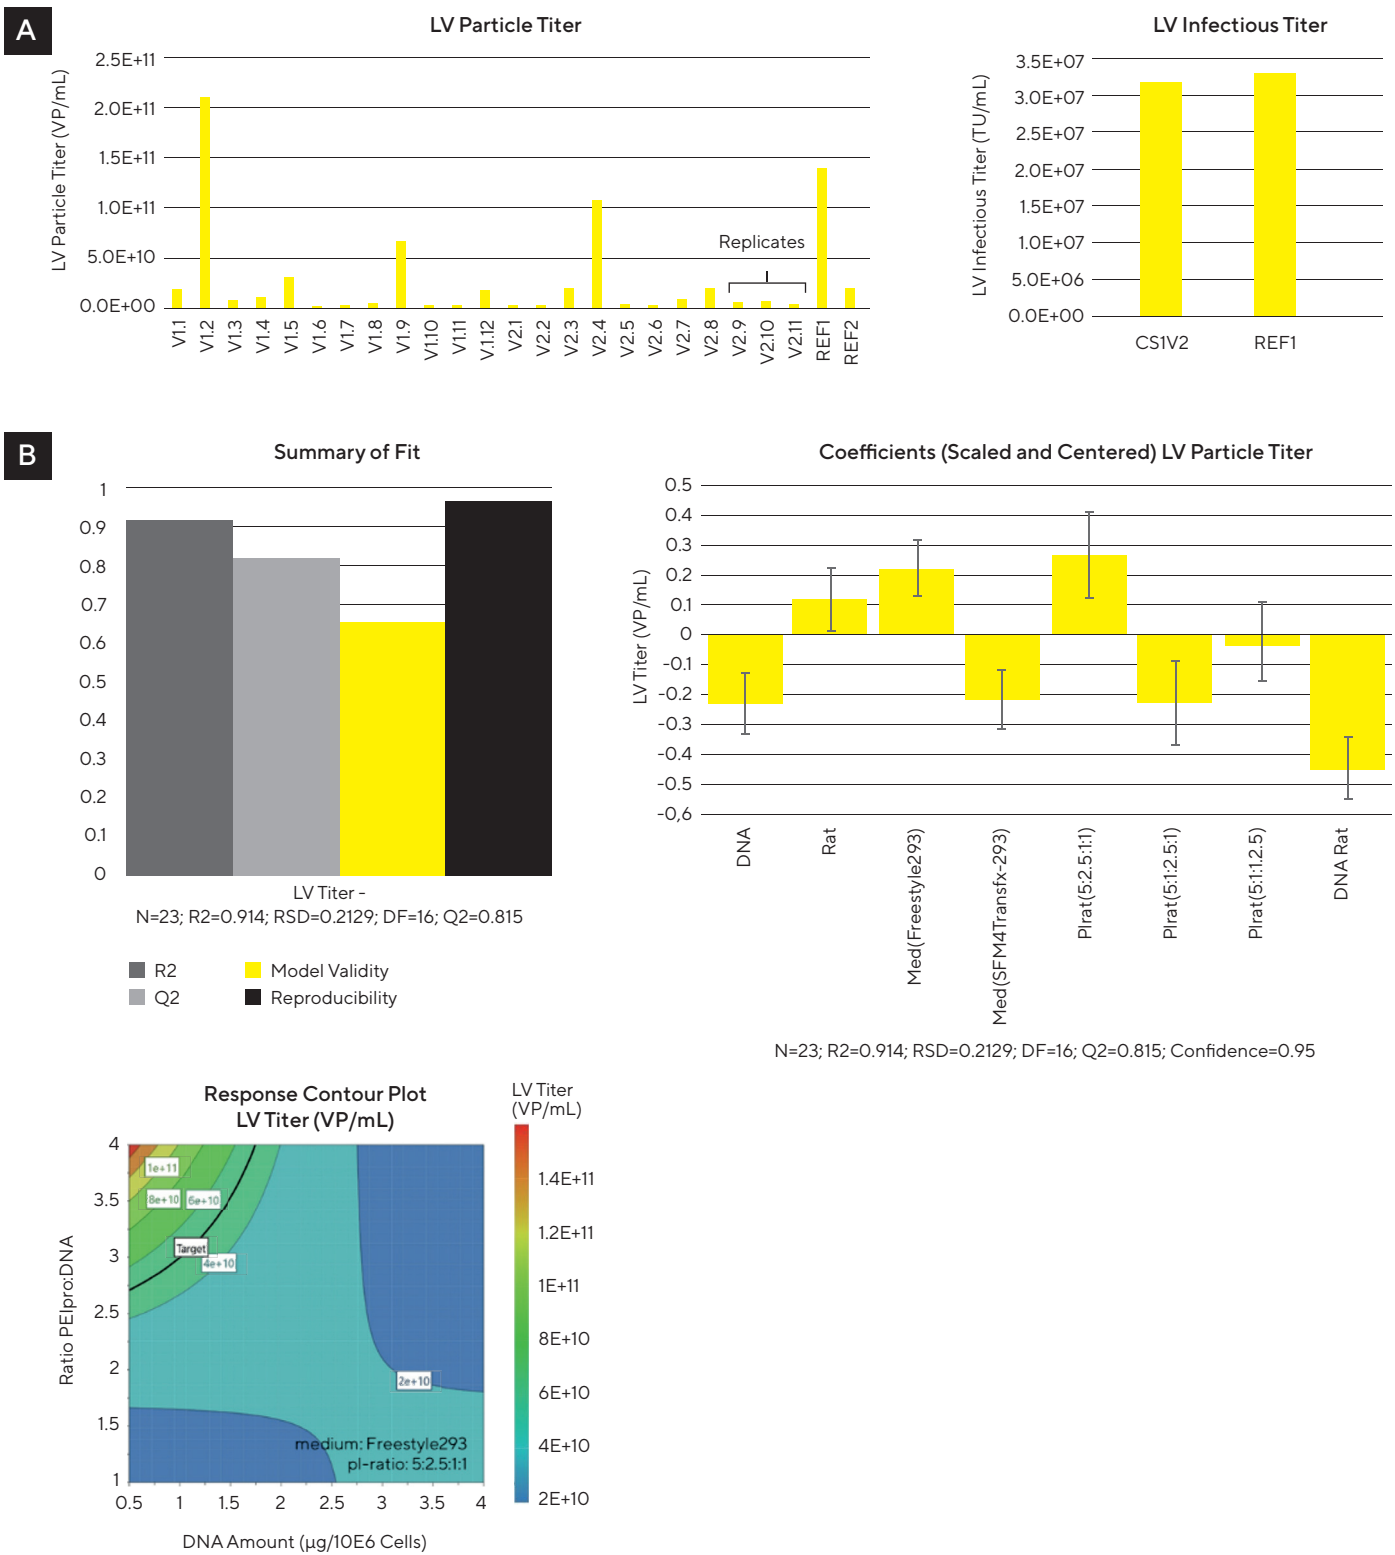 A
LV Particle Titer
LV Particle Titer (VP/mL)
2.5E+11
2.0E+11
1.5E+11
1.0E+11
5.0E+10
0.0E+00
Replicates
V1.1
V1.2
V1.3
V1.4
V1.5
V1.6
V1.7
V1.8
V1.9
V1.10
V1.11
V1.12
V2.1
V2.2
V2.3
V2.4
V2.5
V2.6
V2.7
V2.8
V2.9
V2.10
V2.11
REF1
REF2
LV Infectious Titer
LV Infectious Titer (TU/mL)
3.5E+07
3.0E+07
2.5E+07
2.0E+07
1.5E+07
1.0E+07
5.0E+06
0.0E+00
CS1V2
REF1
B
Summary of Fit
1
0.9
0.8
0.7
0.6
0.5
0.4
0.3
0.2
0.1
0
LV Titer -
N=23; R2=0.914; RSD=0.2129; DF=16; Q2=0.815
R2
Model Validity
Q2
Reproducibility
Coefficients (Scaled and Centered) LV Particle Titer
LV Titer (VP/mL)
0.5
0.4
0.3
0.2
0.1
0
-0.1
-0.2
-0.3
-0.4
-0.5
-0,6
DNA
Rat
Med(Freestyle293)
Med(SFM4Transfx-293)
Plrat(5:2.5:1:1)
Plrat(5:1:2.5:1)
Plrat(5:1:1.2.5)
DNA Rat
N=23; R2=0.914; RSD=0.2129; DF=16; Q2=0.815; Confidence=0.95
Response Contour Plot
LV Titer (VP/mL)
Ratio PEIpro:DNA
4
3.5
3
2.5
2
1.5
1
1e+11
8e+10
6e+10
Target
4e+10
2e+10
medium: Freestyle293
pl-ratio: 5:2.5:1:1
0.5
1
1.5
2
2.5
3
3.5
4
DNA Amount (µg/10E6 Cells)
LV Titer
(VP/mL)
1.4E+11
1.2E+11
1E+11
8E+10
6E+10
4E+10
2E+10